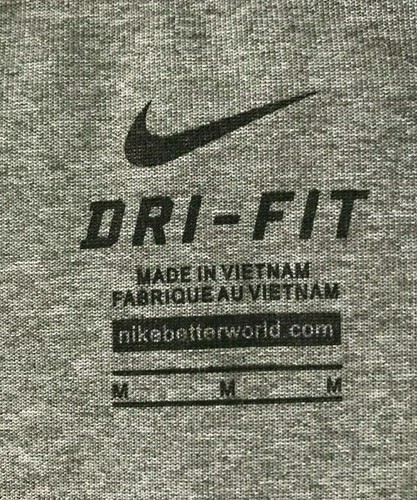 DRI-FIT
MADE IN VIETNAM
FABRIQUE AU VIETNAM
nikebetterworld.com
M M M